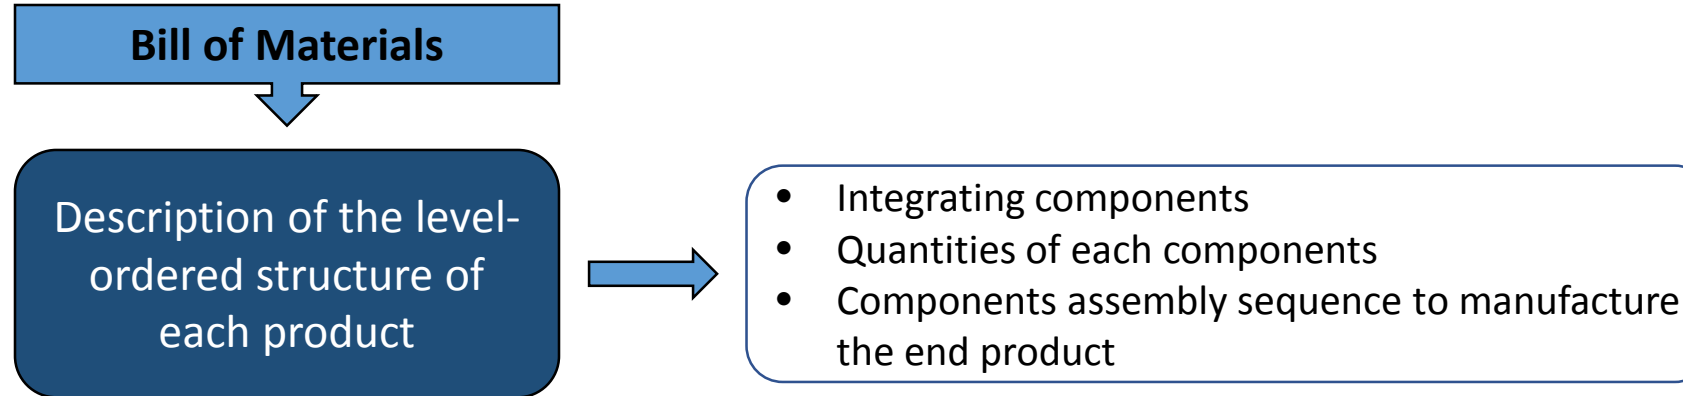 Bill of Materials
Description of the level-
ordered structure of
each product
• Integrating components
• Quantities of each components
• Components assembly sequence to manufacture
the end product